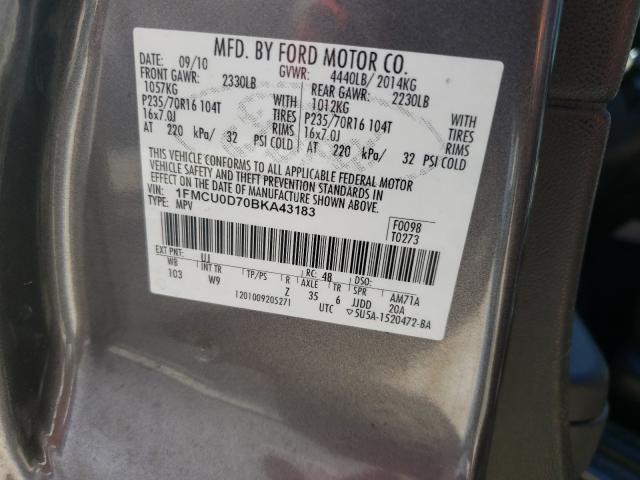 MFD. BY FORD MOTOR CO.
DATE: 09/10 GVWR: 4440LB/ 2014KG
FRONT GAWR: 2330LB REAR GAWR: 2230LB
1057KG WITH 1012KG WITH
P235/70R16 104T TIRES P235/70R16 104T TIRES
16x7.0J RIMS 16x7.0J RIMS
AT 220 kPa/ 32 PSI COLD AT 220 kPa/ 32 PSI COLD
THIS VEHICLE CONFORMS TO ALL APPLICABLE FEDERAL MOTOR
VEHICLE SAFETY AND THEFT PREVENTION STANDARDS IN
EFFECT ON THE DATE OF MANUFACTURE SHOWN ABOVE.
VIN: 1FMCU0D70BKA43183
TYPE: MPV
F0098
T0273
EXT PNT: UJ RC: 48 DSO:
WB INT TR TP/PS R AXLE TR SPR AM71A
103 W9 Z 35 6 JJDD 20A
1201009205271 UTC ▽5U5A-1520472-BA